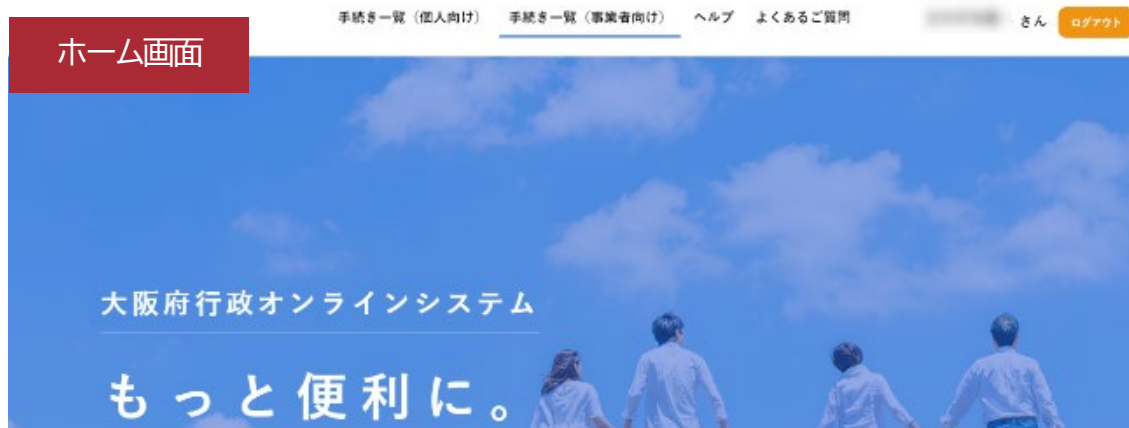 手続き一覧（個人向け） 手続き一覧（事業者向け） ヘルプ よくあるご質問 さん ログアウト
ホーム画面
大阪府行政オンラインシステム
もっと便利に。